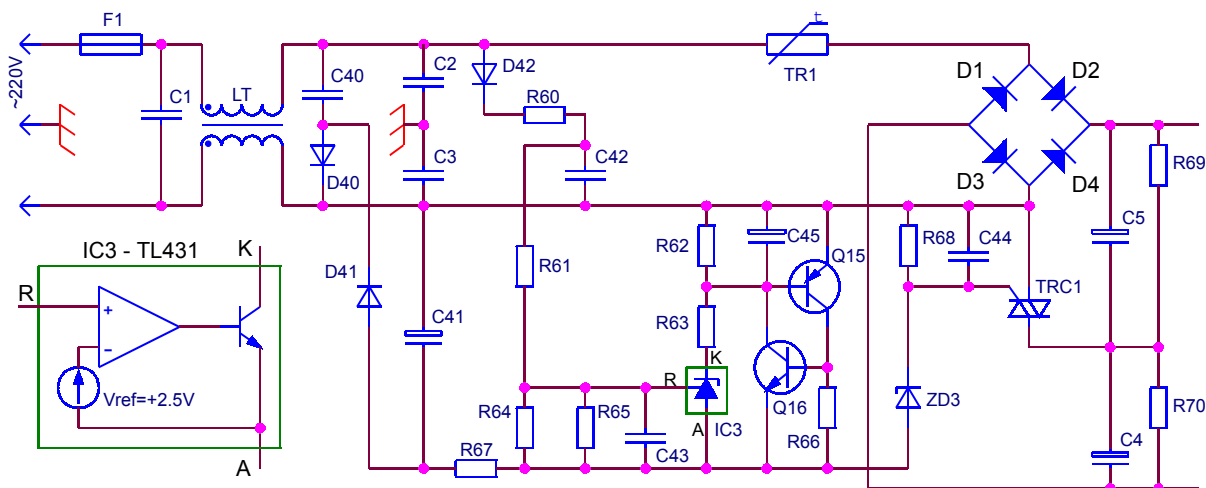 F1
t
C40
C2
D42
D1
D2
TR1
~220V
C1
LT
R60
C3
C42
R69
D40
D3
D4
IC3 - TL431
K
R62
C45
R68
C44
C5
Q15
D41
R61
TRC1
R
+
C41
R63
-
K
R
Vref=+2.5V
Q16
ZD3
R64
R65
A
IC3
R70
R66
R67
C43
C4
A